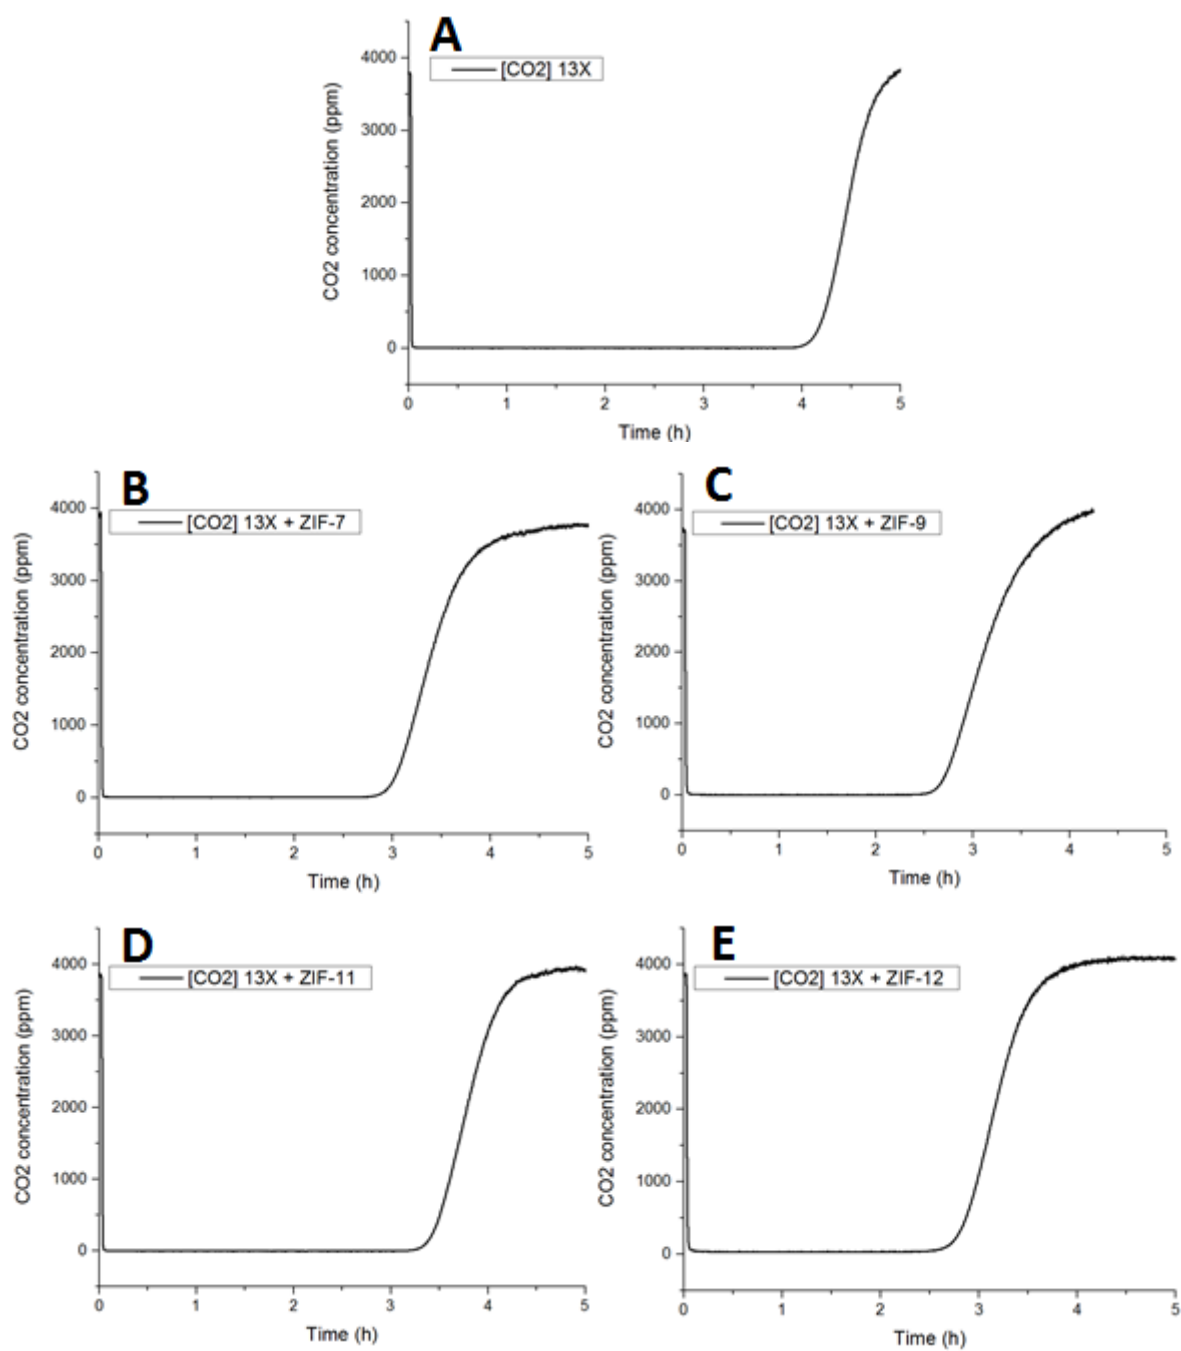 A
[CO2] 13X
CO2 concentration (ppm)
4000
3000
2000
1000
0
0 1 2 3 4 5
Time (h)
B
[CO2] 13X + ZIF-7
CO2 concentration (ppm)
4000
3000
2000
1000
0
0 1 2 3 4 5
Time (h)
C
[CO2] 13X + ZIF-9
CO2 concentration (ppm)
4000
3000
2000
1000
0
0 1 2 3 4 5
Time (h)
D
[CO2] 13X + ZIF-11
CO2 concentration (ppm)
4000
3000
2000
1000
0
0 1 2 3 4 5
Time (h)
E
[CO2] 13X + ZIF-12
CO2 concentration (ppm)
4000
3000
2000
1000
0
0 1 2 3 4 5
Time (h)